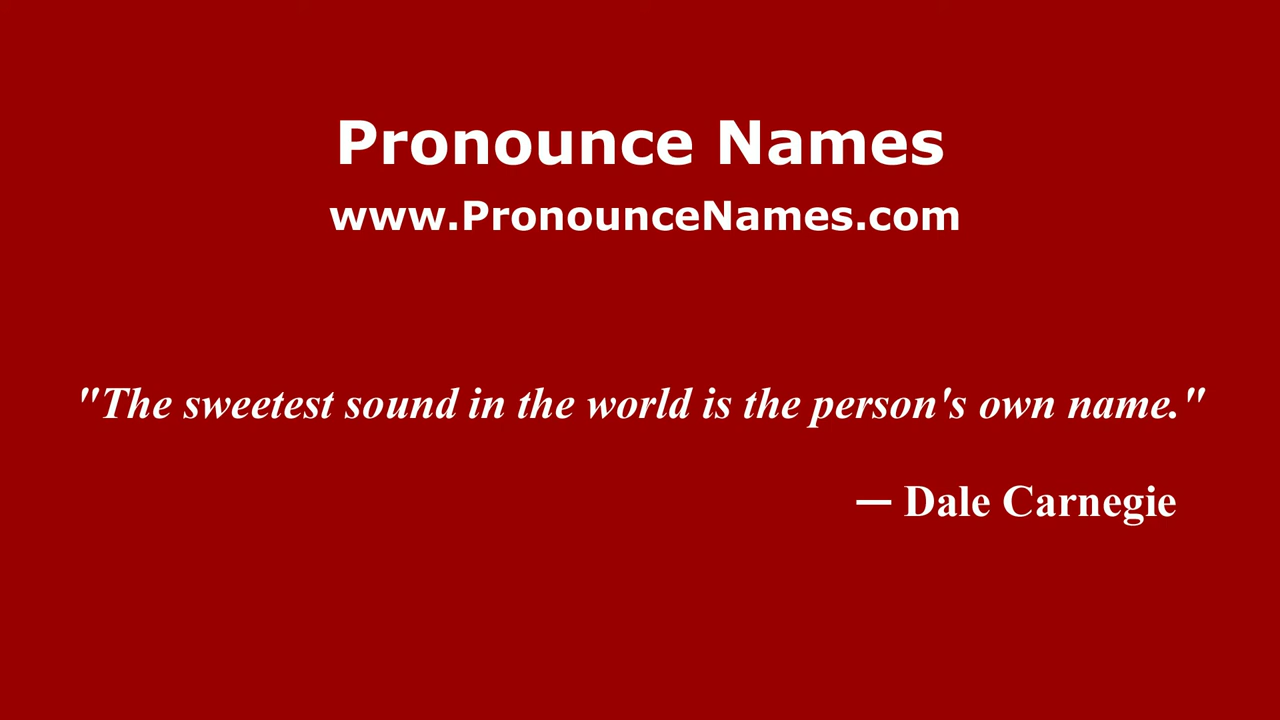 Pronounce Names
www.PronounceNames.com
"The sweetest sound in the world is the person's own name."
— Dale Carnegie